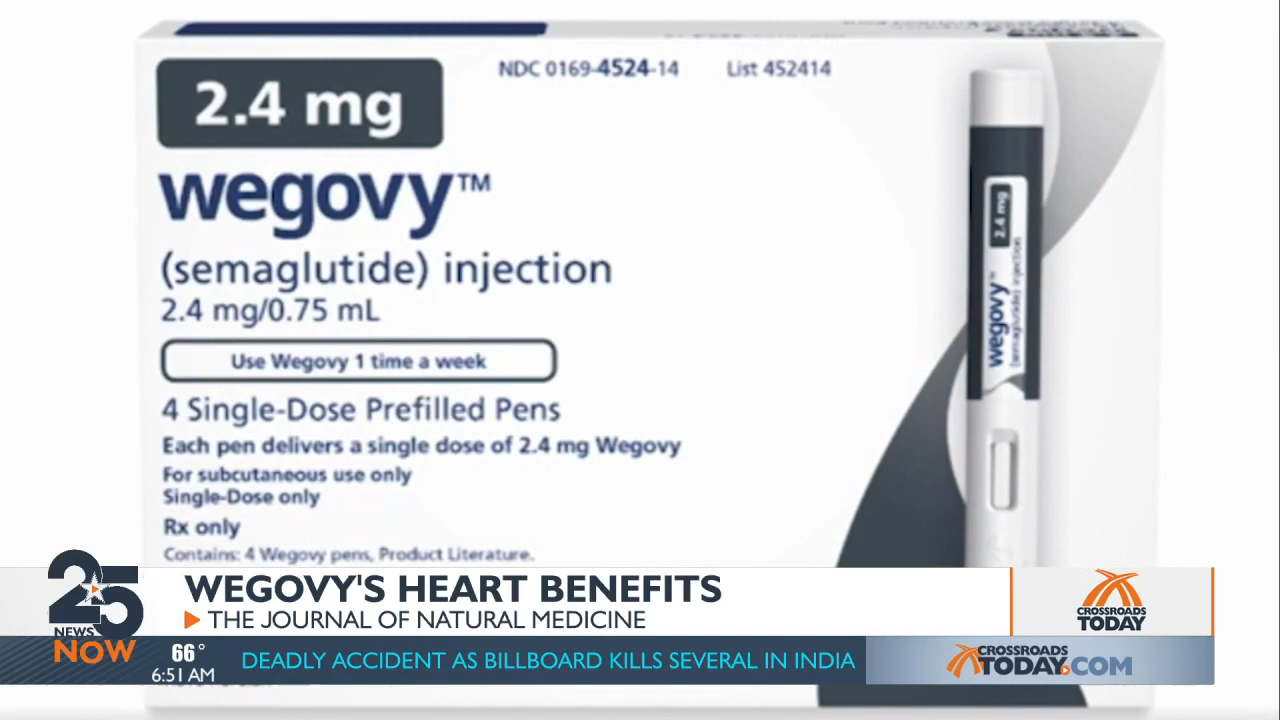 NDC 0169-4524-14 List 452414
2.4 mg
wegovy™
(semaglutide) injection
2.4 mg/0.75 mL
Use Wegovy 1 time a week
4 Single-Dose Prefilled Pens
Each pen delivers a single dose of 2.4 mg Wegovy
For subcutaneous use only
Single-Dose only
Rx only
Contains: 4 Wegovy pens, Product Literature.
2.4 mg
wegovy™
(semaglutide) injection
25
NEWS
NOW
WEGOVY'S HEART BENEFITS
THE JOURNAL OF NATURAL MEDICINE
CROSSROADS
TODAY
66°
6:51 AM
DEADLY ACCIDENT AS BILLBOARD KILLS SEVERAL IN INDIA
CROSSROADS
TODAY.COM